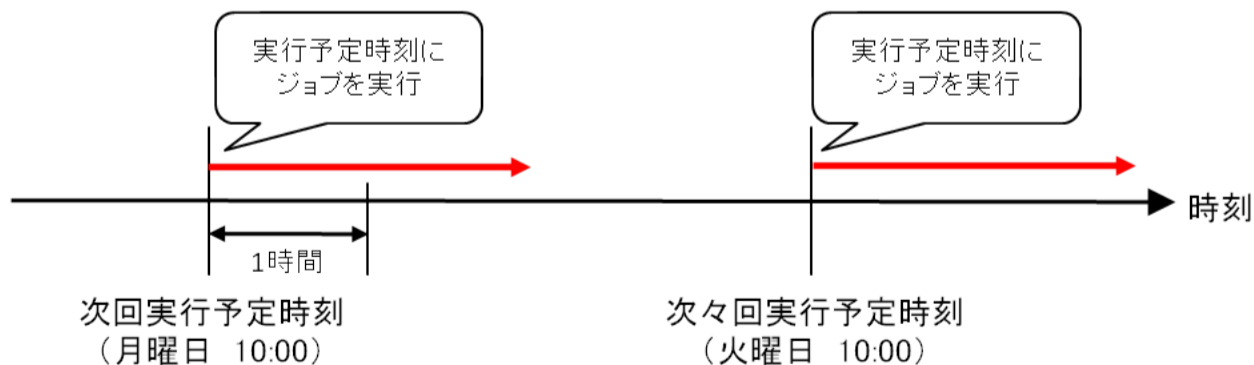 実行予定時刻に
ジョブを実行
実行予定時刻に
ジョブを実行
時刻
1時間
次回実行予定時刻
（月曜日 10:00）
次々回実行予定時刻
（火曜日 10:00）